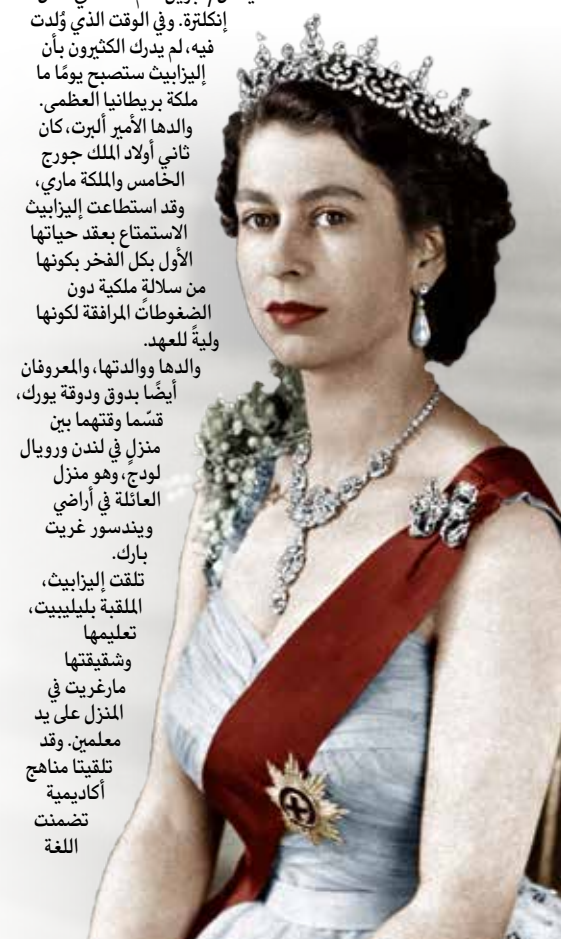 إنكلترة. وفي الوقت الذي وُلدت
فيه، لم يدرك الكثيرون بأن
إليزابيث ستصبح يومًا ما
ملكة بريطانيا العظمى.
والدها الأمير ألبرت، كان
ثاني أولاد الملك جورج
الخامس والملكة ماري،
وقد استطاعت إليزابيث
الاستمتاع بعقد حياتها
الأول بكل الفخر بكونها
من سلالةٍ ملكية دون
الضغوطات المرافقة لكونها
وليةً للعهد.
والدها ووالدتها، والمعروفان
أيضًا بدوق ودوقة يورك،
قسّما وقتهما بين
منزلٍ في لندن ورويال
لودج، وهو منزل
العائلة في أراضي
ويندسور غريت
بارك.
تلقت إليزابيث،
الملقبة بليليبيت،
تعليمها
وشقيقتها
مارغريت في
المنزل على يد
معلمين. وقد
تلقيتا مناهج
أكاديمية
تضمنت
اللغة